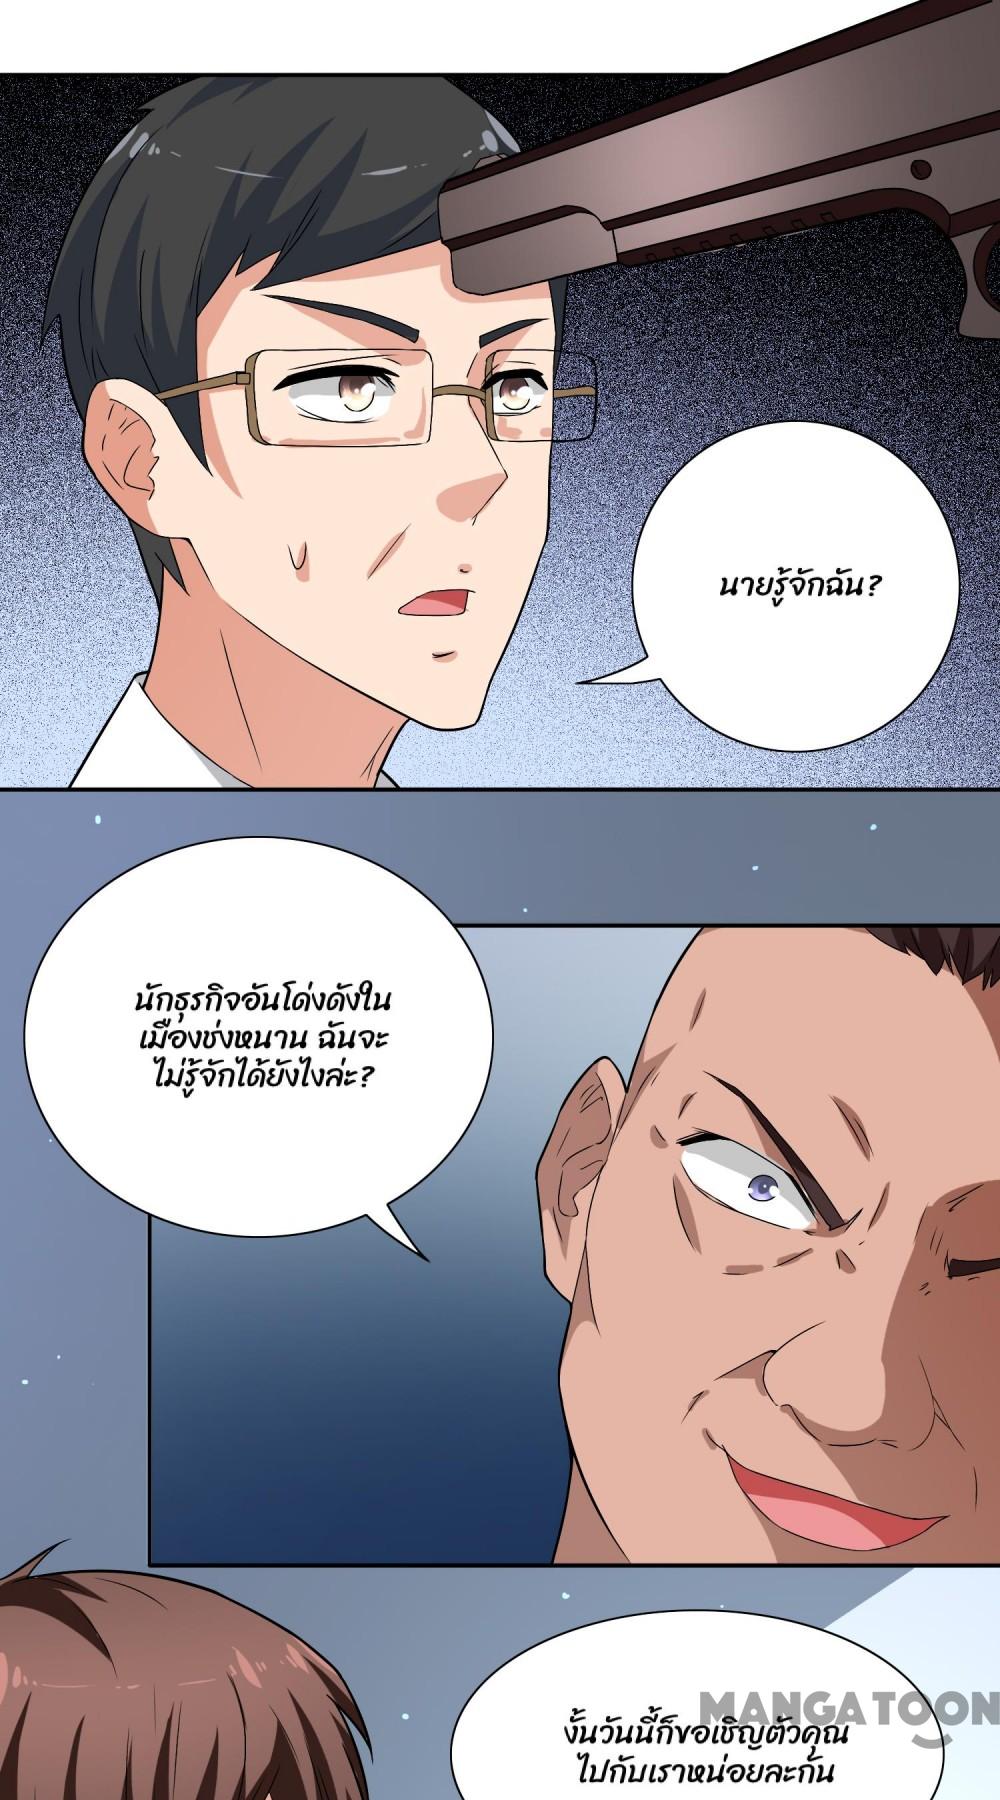 นายรู้จักฉัน?
นักธุรกิจอันโด่งดังใน
เมืองช่งหนาน ฉันจะ
ไม่รู้จักได้ยังไงล่ะ?
งั้นวันนี้ก็ขอเชิญตัวคุณ
ไปกับเราหน่อยละกัน
MANGATOON